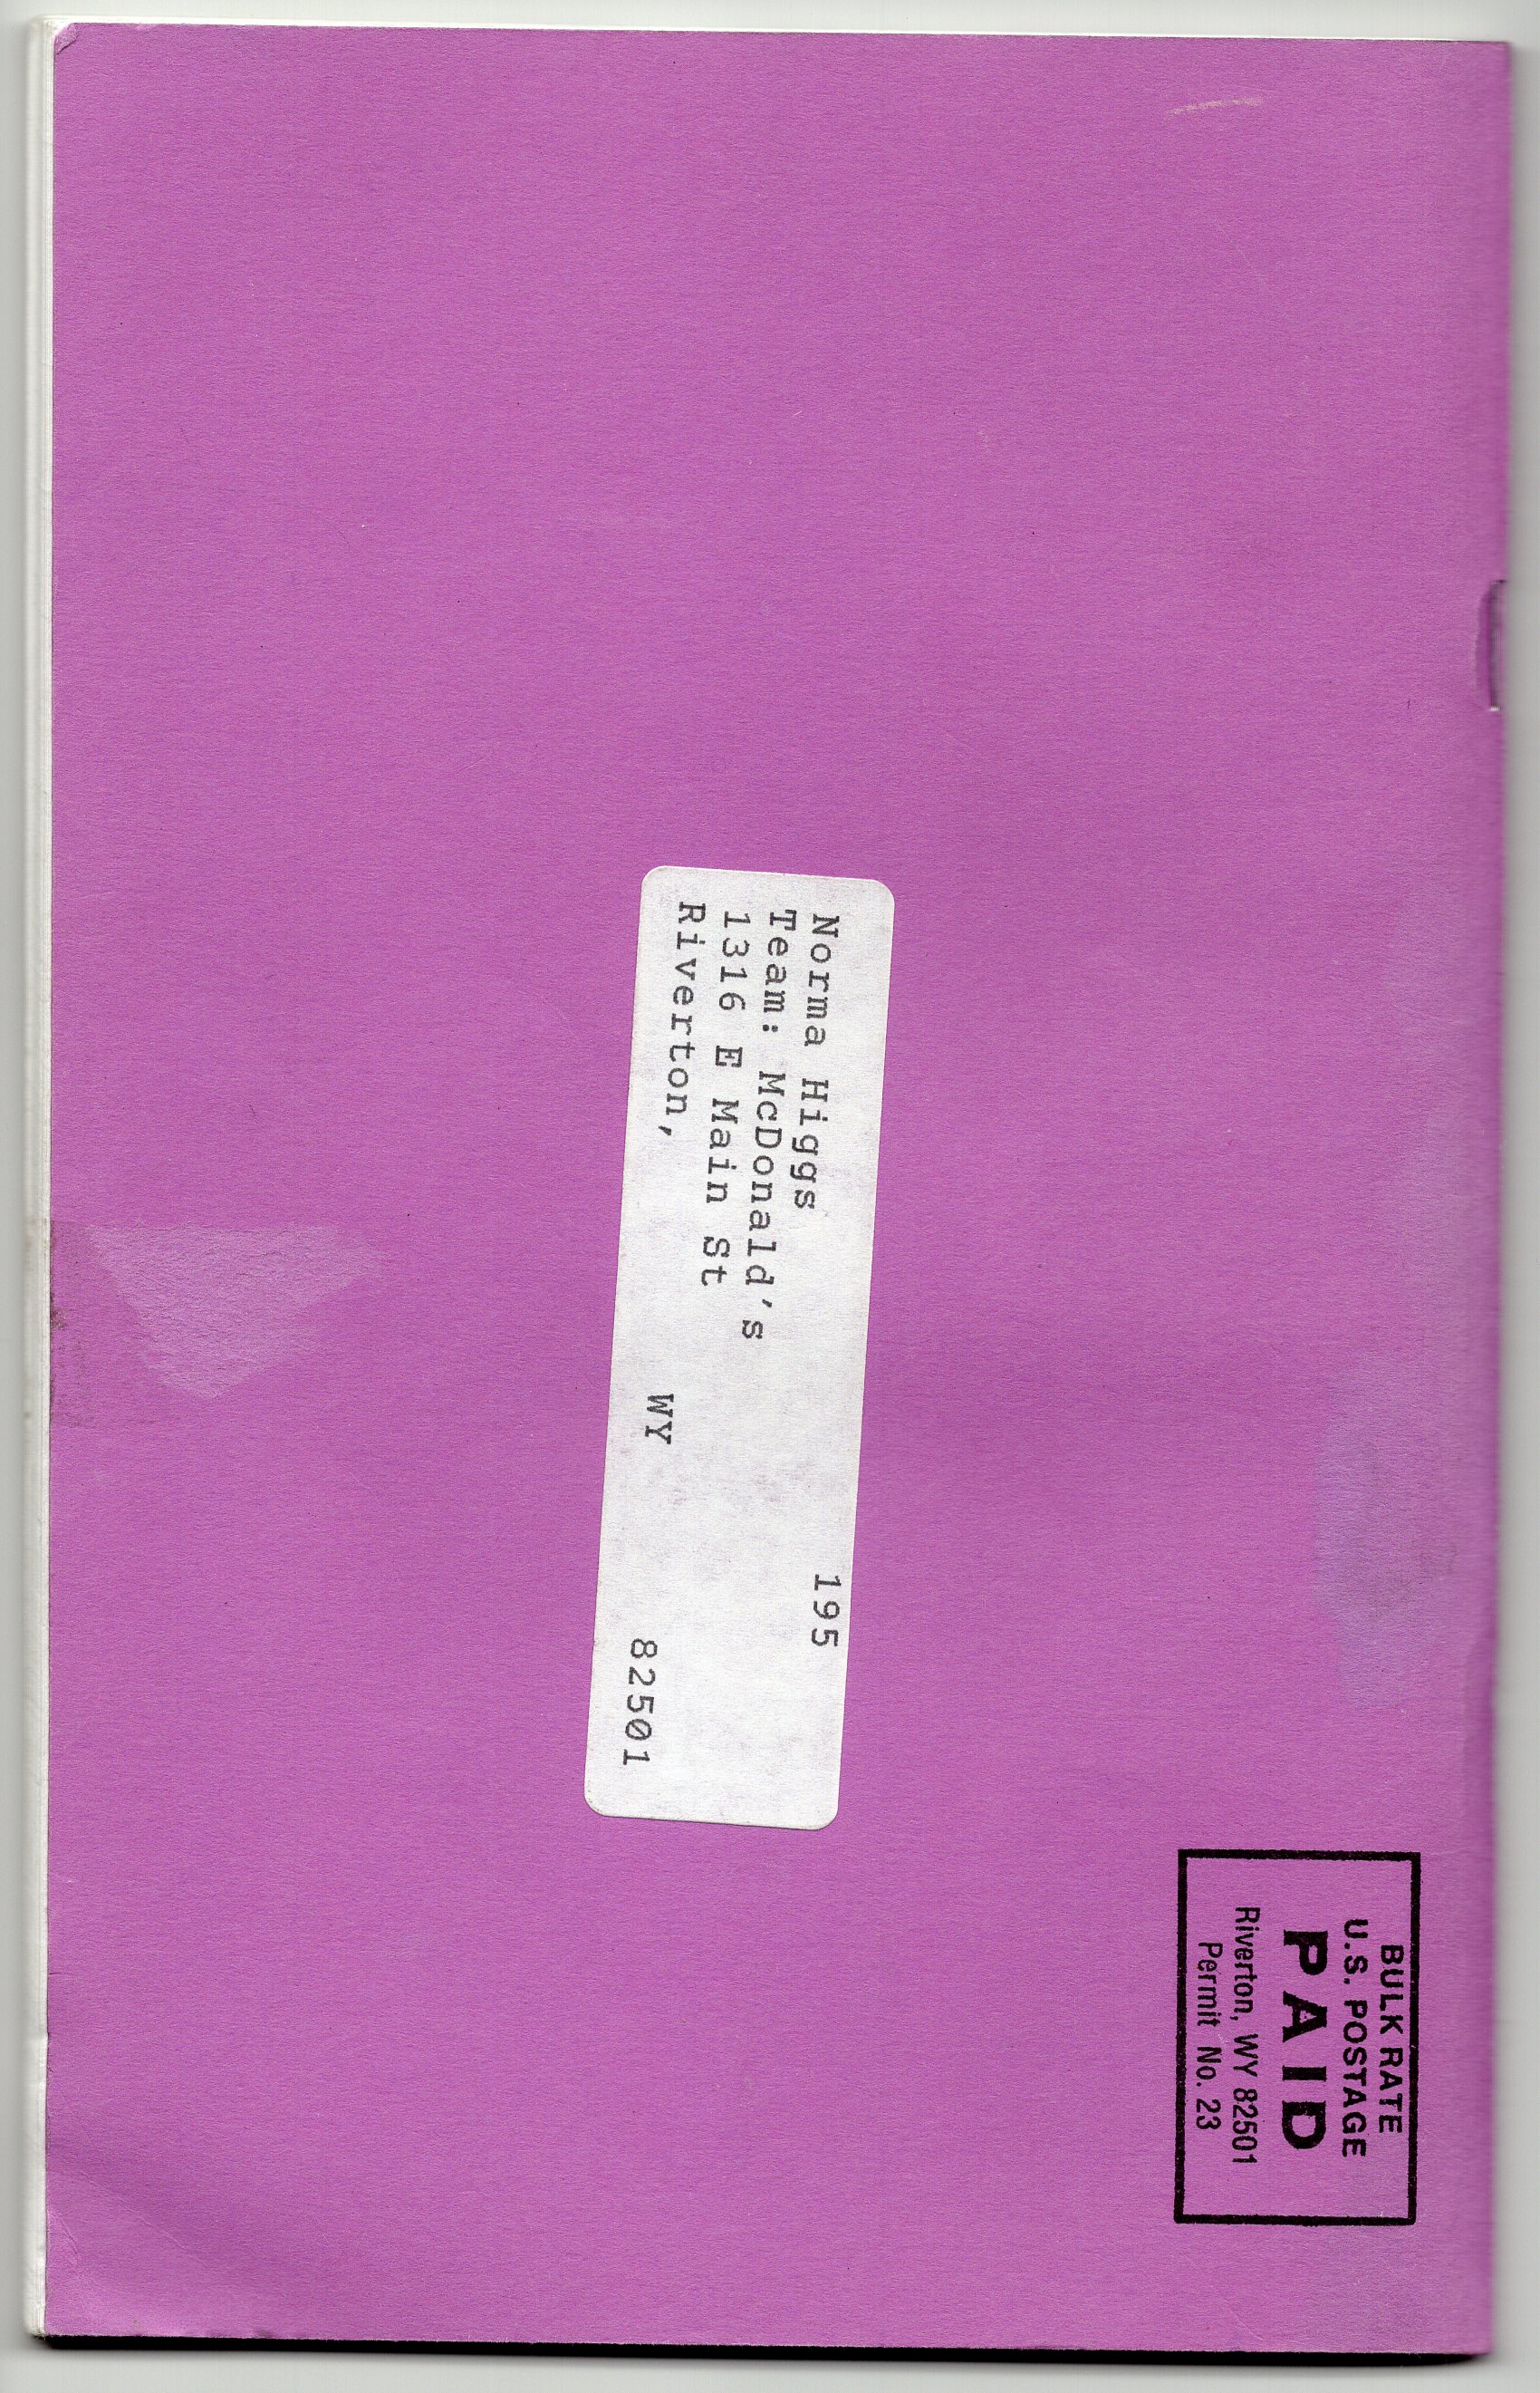 BULK RATE
U.S. POSTAGE
PAID
Riverton, WY 82501
Permit No. 23
Norma Higgs 195
Team: McDonald's
1316 E Main St
Riverton, WY 82501